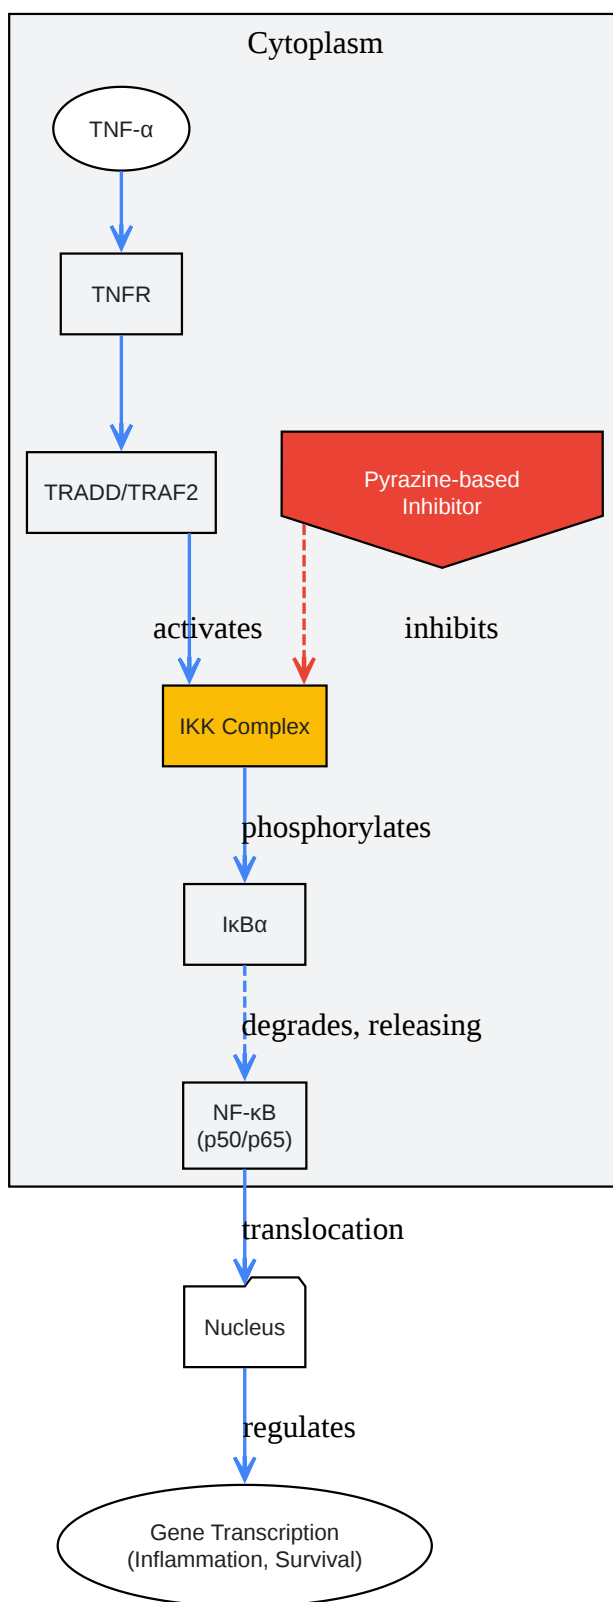 Cytoplasm
TNF-α
TNFR
TRADD/TRAF2
Pyrazine-based
Inhibitor
activates
inhibits
IKK Complex
phosphorylates
IκBα
degrades, releasing
NF-κB
(p50/p65)
translocation
Nucleus
regulates
Gene Transcription
(Inflammation, Survival)